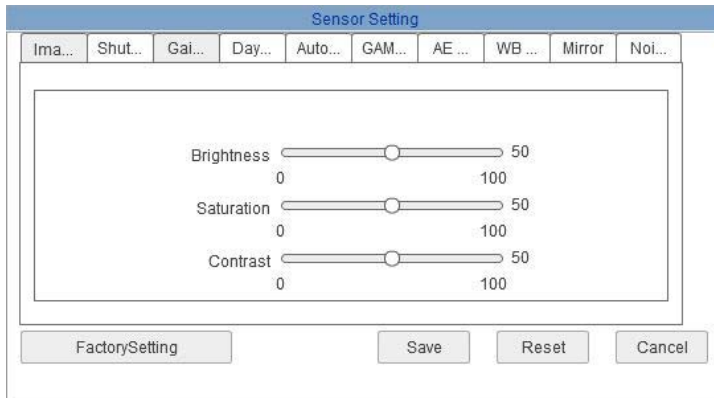 Sensor Setting
Ima... Shut... Gai... Day... Auto... GAM... AE ... WB ... Mirror Noi...
Brightness 50
0 100
Saturation 50
0 100
Contrast 50
0 100
FactorySetting Save Reset Cancel